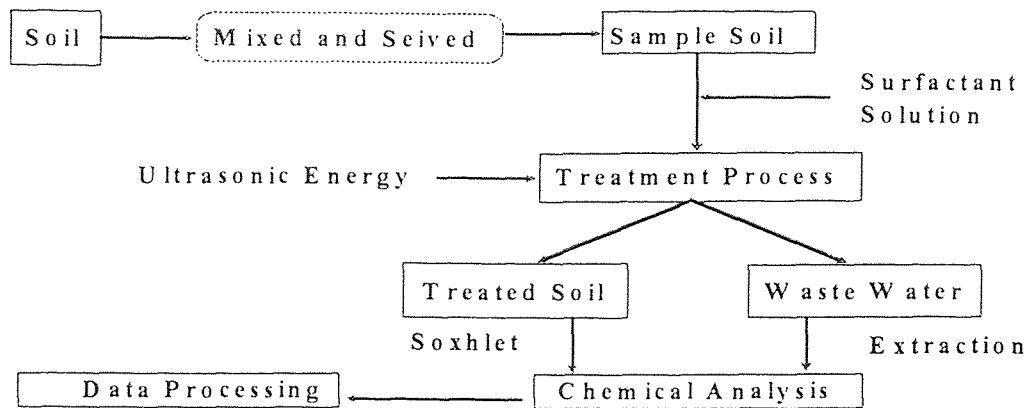 Soil
Mixed and Seived
Sample Soil
Surfactant
Solution
Ultrasonic Energy
Treatment Process
Treated Soil
Waste Water
Soxhlet
Extraction
Data Processing
Chemical Analysis